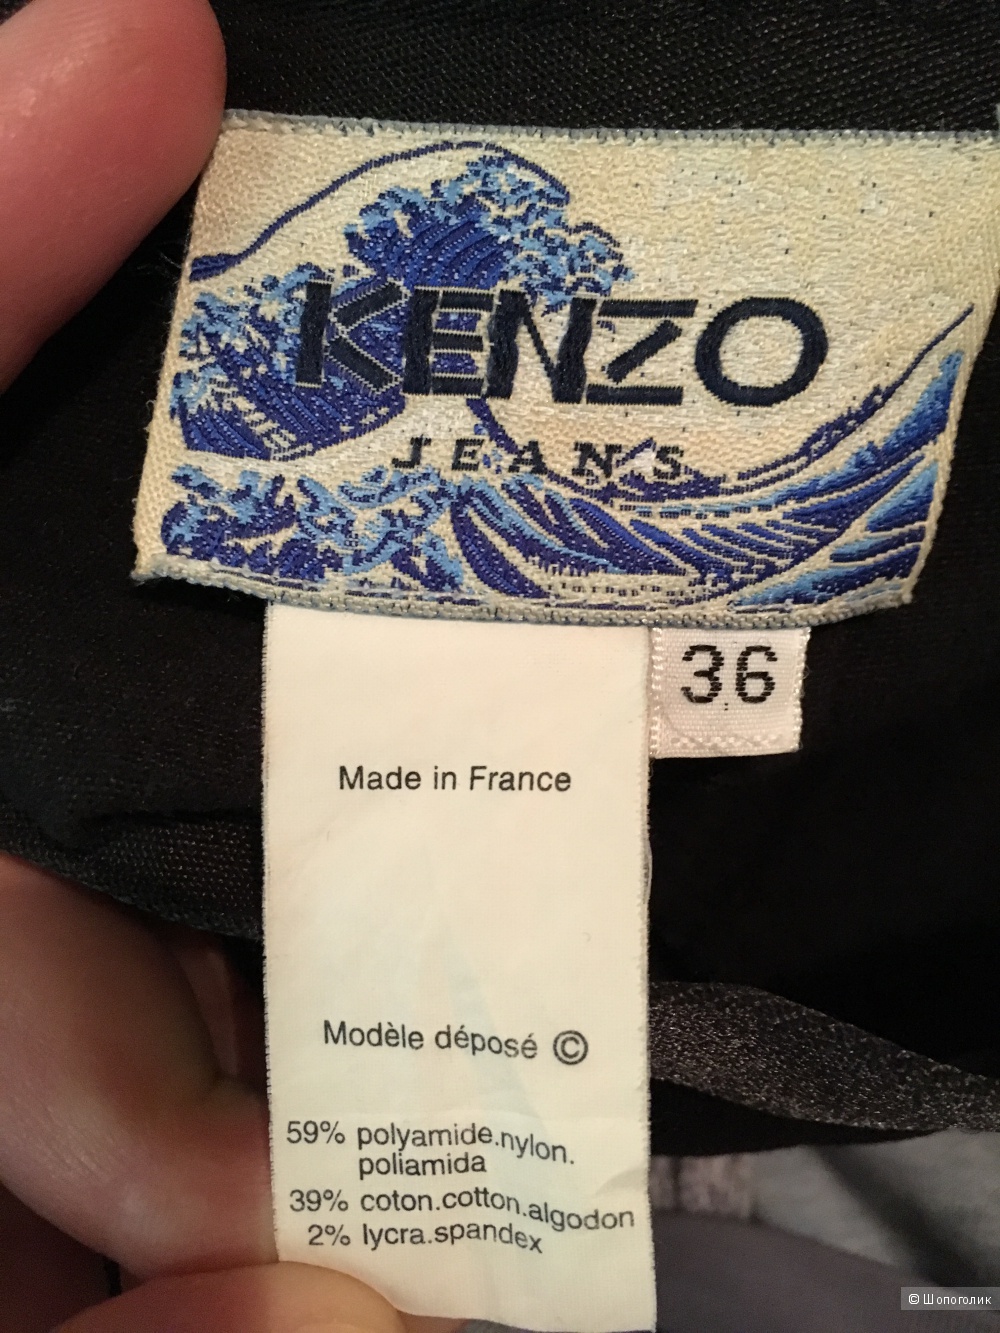 KENZO
JEANS
36
Made in France
Modèle déposé ©
59% polyamide.nylon.
poliamida
39% coton.cotton.algodon
2% lycra.spandex
© Шопоголик